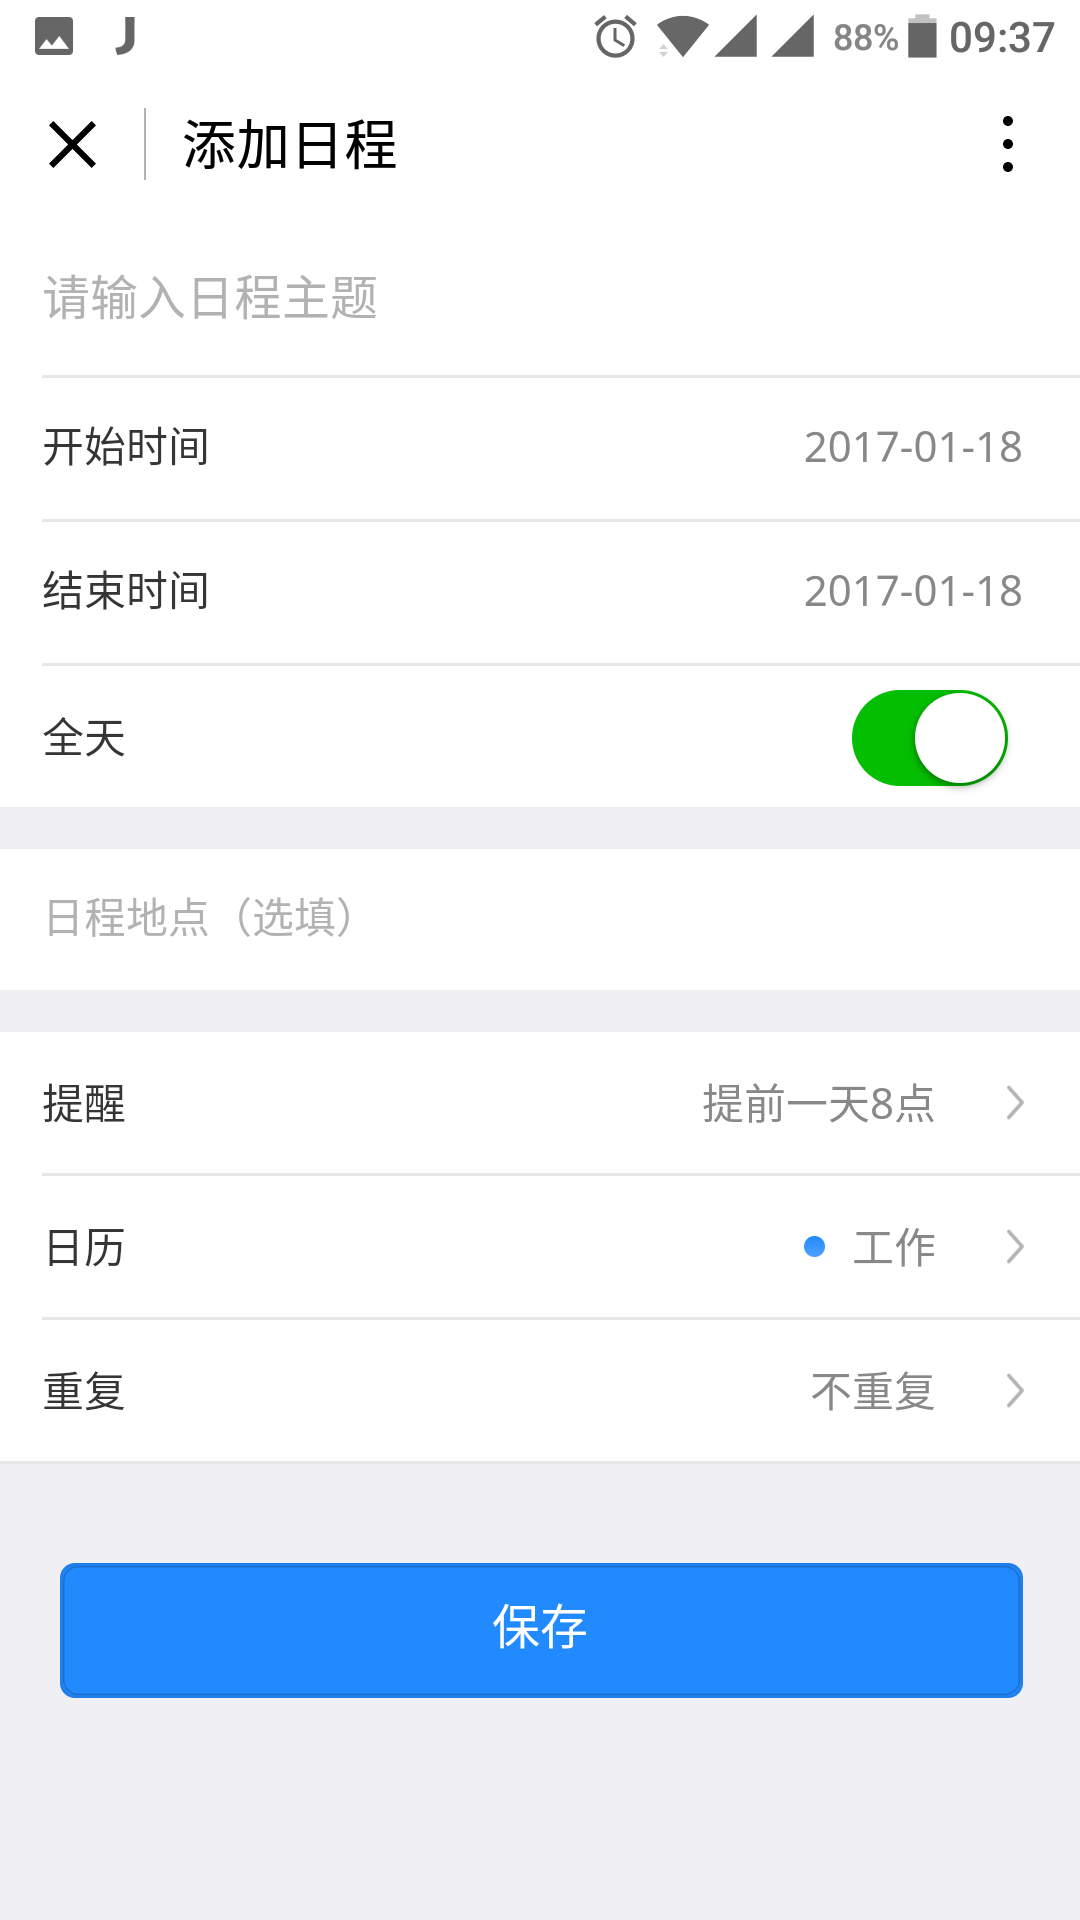 88% 09:37
添加日程
请输入日程主题
开始时间 2017-01-18
结束时间 2017-01-18
全天
日程地点（选填）
提醒 提前一天8点
日历 工作
重复 不重复
保存